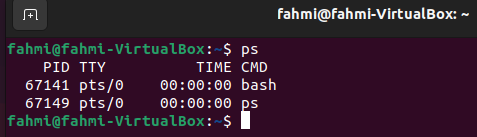 fahmi@fahmi-VirtualBox: ~
fahmi@fahmi-VirtualBox:~$ ps
    PID TTY          TIME CMD
  67141 pts/0    00:00:00 bash
  67149 pts/0    00:00:00 ps
fahmi@fahmi-VirtualBox:~$